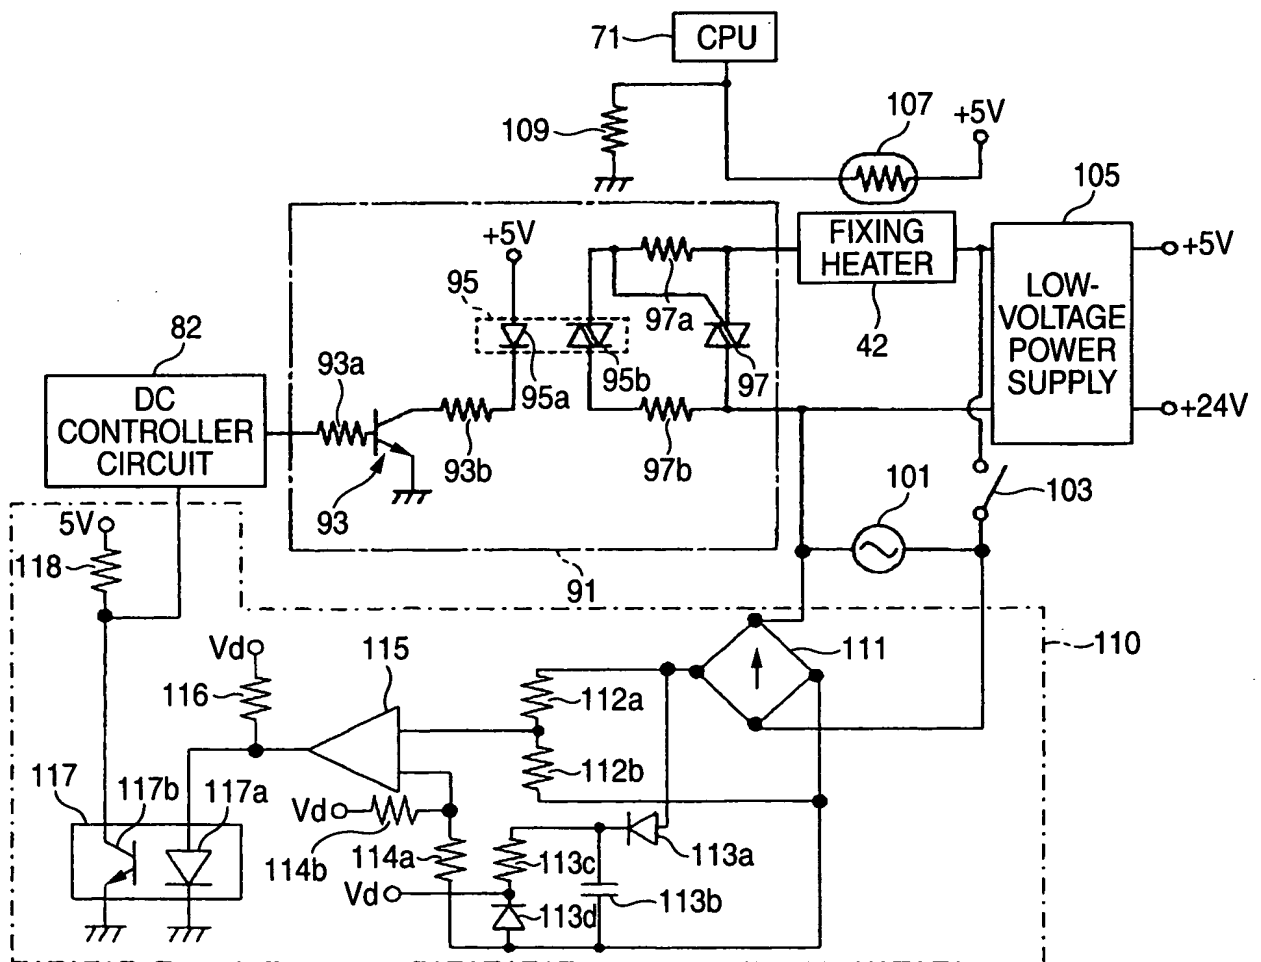 71
CPU
109
107
+5V
105
+5V
95
FIXING
HEATER
LOW-
VOLTAGE
POWER
SUPPLY
+5V
+24V
97a
42
97
82
93a
95a
95b
DC
CONTROLLER
CIRCUIT
93b
97b
93
101
103
91
5V
118
Vd
116
115
112a
111
110
112b
117
117b
117a
Vd
114b
114a
113c
113a
Vd
113d
113b